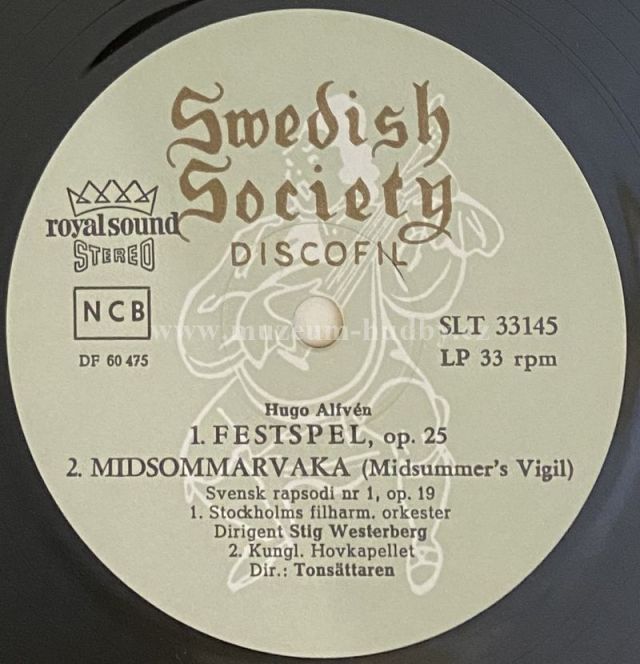 Swedish
Society
DISCOFIL
royal sound
STEREO
NCB
DF 60 475
www.muzeum-hudby.cz
SLT 33145
LP 33 rpm
Hugo Alfvén
1. FESTSPEL, op. 25
2. MIDSOMMARVAKA (Midsummer's Vigil)
Svensk rapsodi nr 1, op. 19
1. Stockholms filharm. orkester
Dirigent Stig Westerberg
2. Kungl. Hovkapellet
Dir.: Tonsättaren